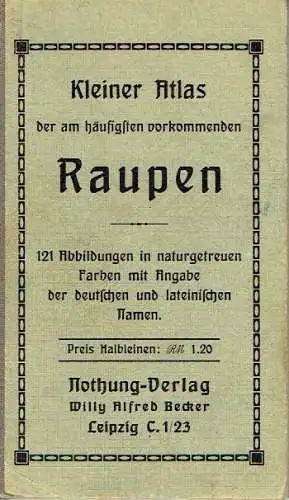 Kleiner Atlas
der am häufigſten vorkommenden
Raupen
121 Abbildungen in naturgetreuen
Farben mit Angabe
der deutſchen und lateiniſchen
Namen.
Preis Halbleinen: RM 1.20
Nothung-Verlag
Willy Alfred Becker
Leipzig C. 1/23